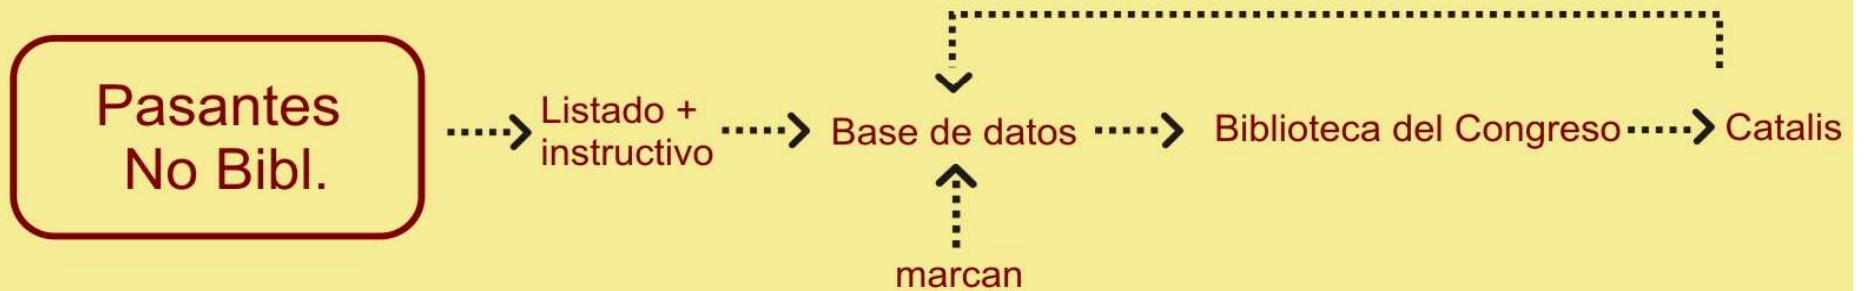 Pasantes
No Bibl.
Listado +
instructivo
Base de datos
Biblioteca del Congreso
Catalis
marcan